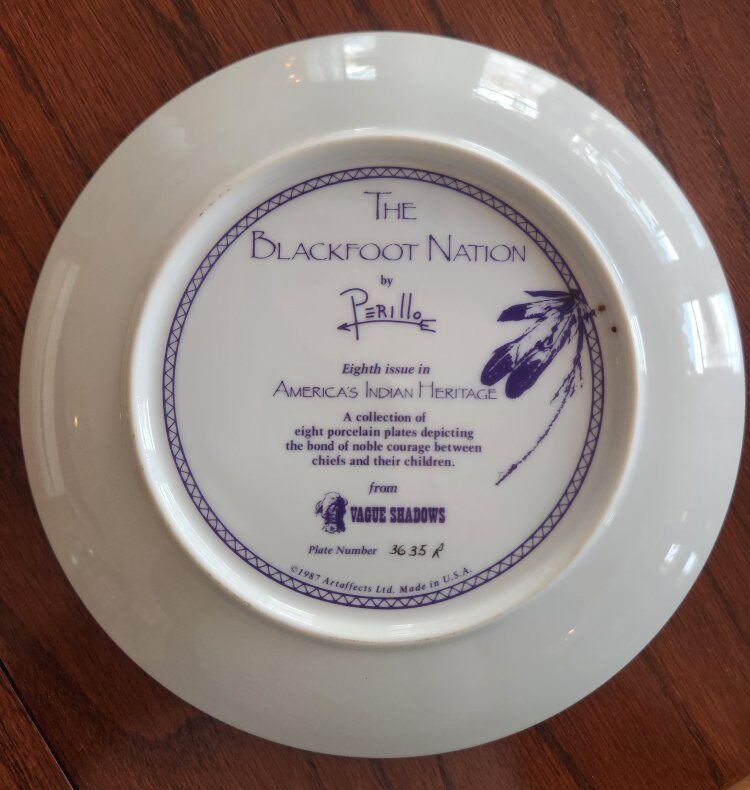 THE
BLACKFOOT NATION
by
PERILLO
Eighth issue in
AMERICA'S INDIAN HERITAGE
A collection of
eight porcelain plates depicting
the bond of noble courage between
chiefs and their children.
from
VAGUE SHADOWS
Plate Number 3635 R
©1987 Artaffects Ltd. Made in U.S.A.